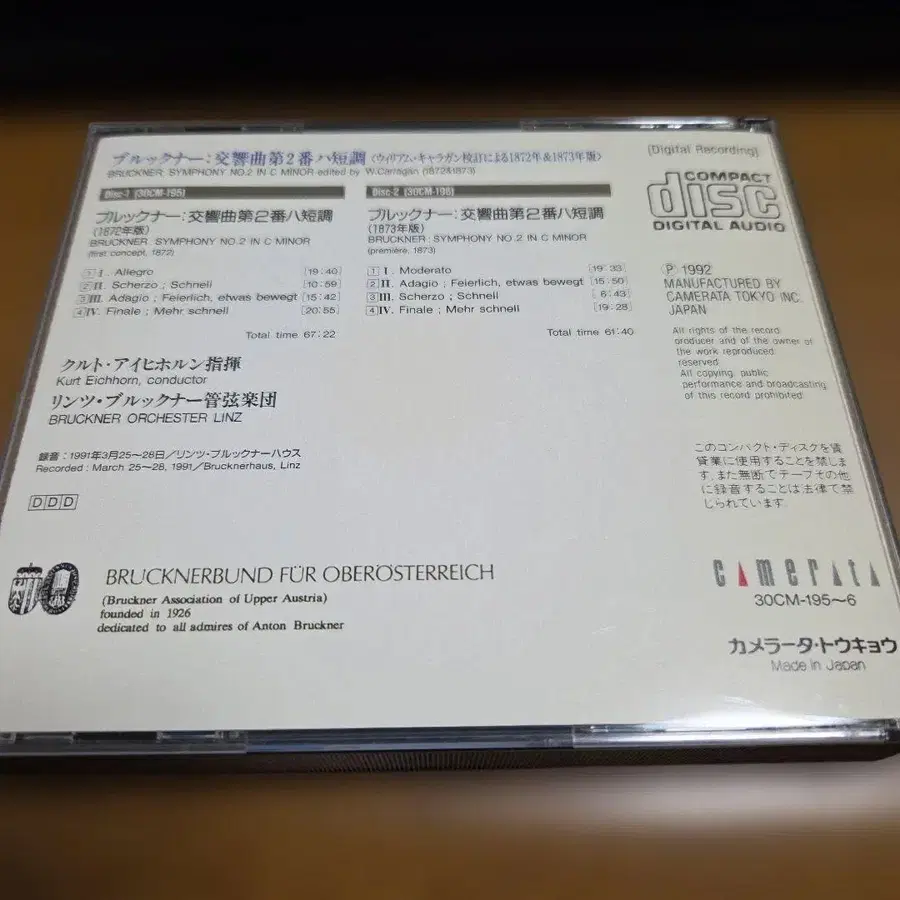 ブルックナー：交響曲第2番ハ短調〈ウィリアム・キャラガン校訂による1872年&1873年版〉
BRUCKNER: SYMPHONY NO.2 IN C MINOR-edited by W.Carragan (1872&1873)
Disc-1 (30CM-195)
ブルックナー：交響曲第2番ハ短調
(1872年版)
BRUCKNER: SYMPHONY NO.2 IN C MINOR
(first concept, 1872)
1 I. Allegro [19:40]
2 II. Scherzo ; Schnell [10:59]
3 III. Adagio ; Feierlich, etwas bewegt [15:42]
4 IV. Finale ; Mehr schnell [20:55]
Total time 67:22
Disc-2 (30CM-196)
ブルックナー：交響曲第2番ハ短調
(1873年版)
BRUCKNER: SYMPHONY NO.2 IN C MINOR
(première, 1873)
1 I. Moderato [19:33]
2 II. Adagio ; Feierlich, etwas bewegt [15:50]
3 III. Scherzo ; Schnell [6:43]
4 IV. Finale ; Mehr schnell [19:28]
Total time 61:40
クルト・アイヒホルン指揮
Kurt Eichhorn, conductor
リンツ・ブルックナー管弦楽団
BRUCKNER ORCHESTER LINZ
録音：1991年3月25～28日／リンツ・ブルックナーハウス
Recorded : March 25～28, 1991／Brucknerhaus, Linz
DDD
BRUCKNERBUND FÜR OBERÖSTERREICH
(Bruckner Association of Upper Austria)
founded in 1926
dedicated to all admires of Anton Bruckner
[Digital Recording]
COMPACT
disc
DIGITAL AUDIO
Ⓟ 1992
MANUFACTURED BY
CAMERATA TOKYO INC.
JAPAN
All rights of the record
producer and of the owner of
the work reproduced
reserved.
All copying, public
performance and broadcasting
of this record prohibited.
このコンパクト・ディスクを賃
貸業に使用することを禁じま
す。また無断でテープその他
に録音することは法律で禁
じられています。
camerata
30CM-195～6
カメラータ・トウキョウ
Made in Japan